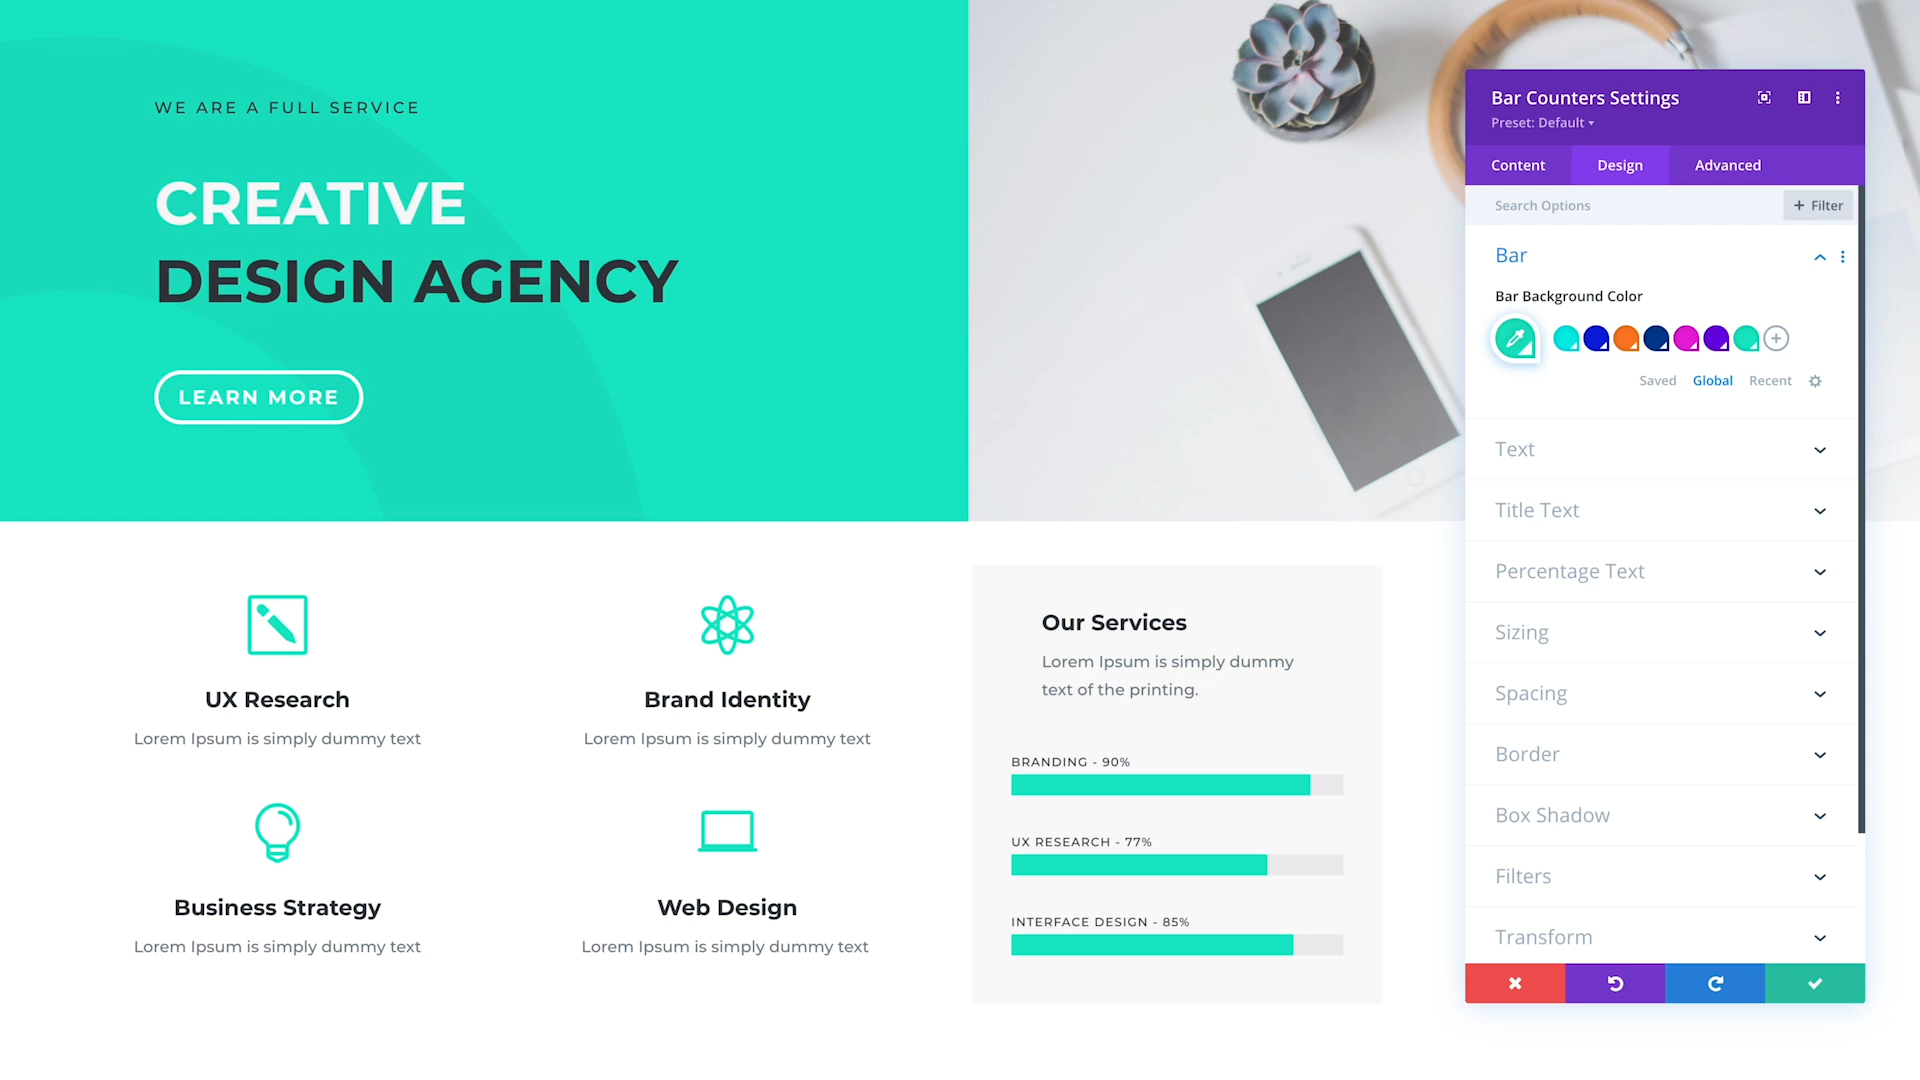 WE ARE A FULL SERVICE
CREATIVE
DESIGN AGENCY
LEARN MORE
UX Research
Lorem Ipsum is simply dummy text
Brand Identity
Lorem Ipsum is simply dummy text
Business Strategy
Lorem Ipsum is simply dummy text
Web Design
Lorem Ipsum is simply dummy text
Our Services
Lorem Ipsum is simply dummy
text of the printing.
BRANDING - 90%
UX RESEARCH - 77%
INTERFACE DESIGN - 85%
Bar Counters Settings
Preset: Default
Content Design Advanced
Search Options + Filter
Bar
Bar Background Color
Saved Global Recent
Text
Title Text
Percentage Text
Sizing
Spacing
Border
Box Shadow
Filters
Transform